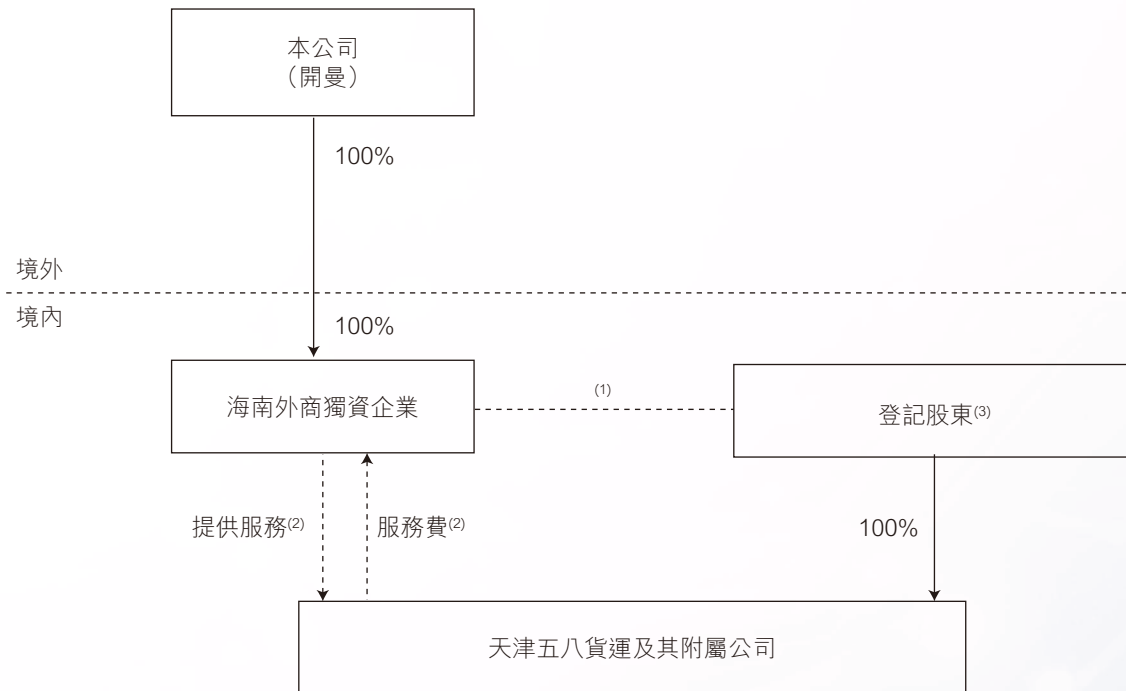 本公司
（開曼）
100%
境外
境內
100%
海南外商獨資企業
(1)
登記股東(3)
提供服務(2)
服務費(2)
100%
天津五八貨運及其附屬公司